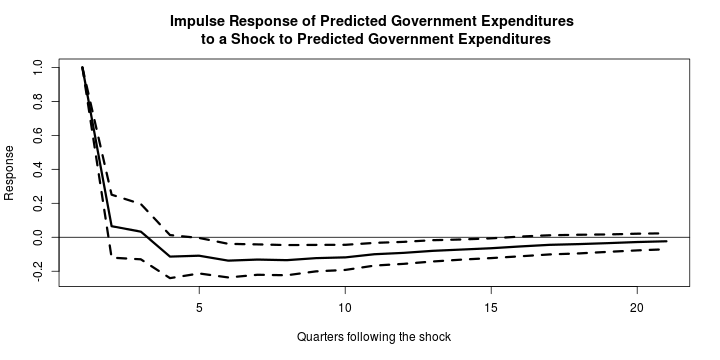 Impulse Response of Predicted Government Expenditures
to a Shock to Predicted Government Expenditures
Response
1.0
0.8
0.6
0.4
0.2
0.0
-0.2
5 10 15 20
Quarters following the shock